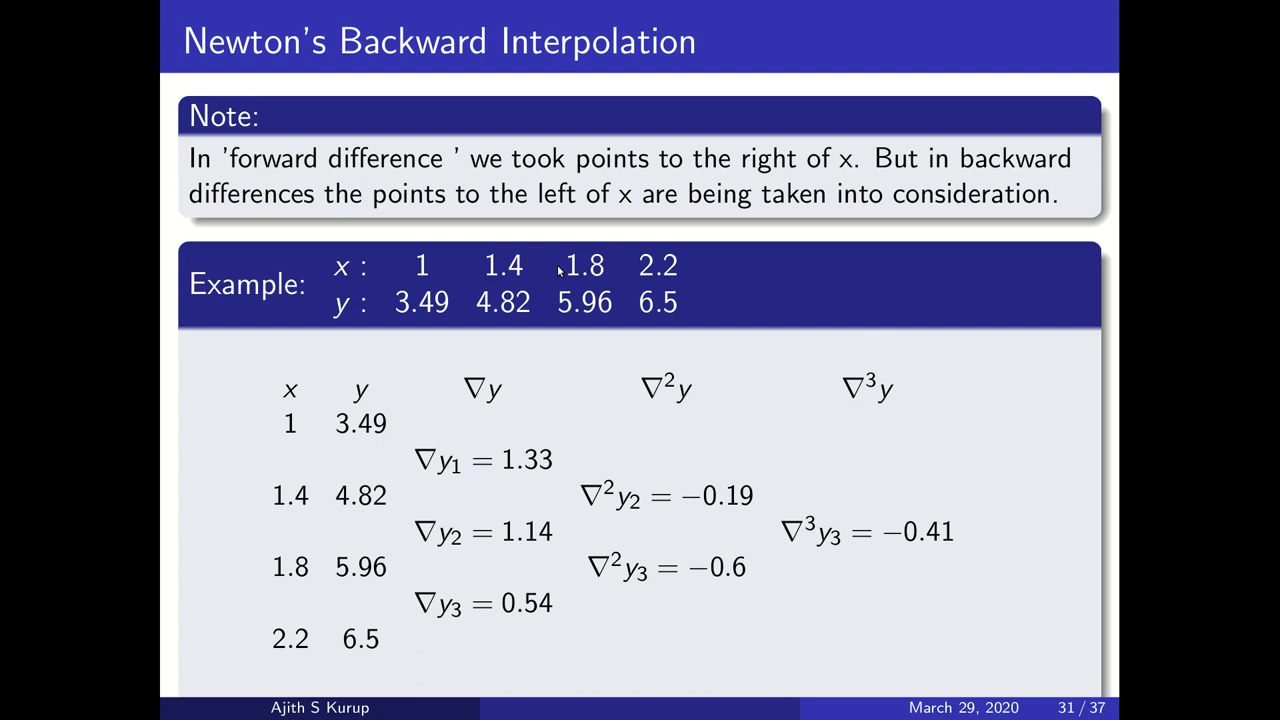 Newton's Backward Interpolation
Note:
In 'forward difference ' we took points to the right of x. But in backward
differences the points to the left of x are being taken into consideration.
Example:
x : 1 1.4 1.8 2.2
y : 3.49 4.82 5.96 6.5
x y ∇y ∇²y ∇³y
1 3.49
∇y₁ = 1.33
1.4 4.82 ∇²y₂ = −0.19
∇y₂ = 1.14 ∇³y₃ = −0.41
1.8 5.96 ∇²y₃ = −0.6
∇y₃ = 0.54
2.2 6.5
Ajith S Kurup March 29, 2020 31 / 37